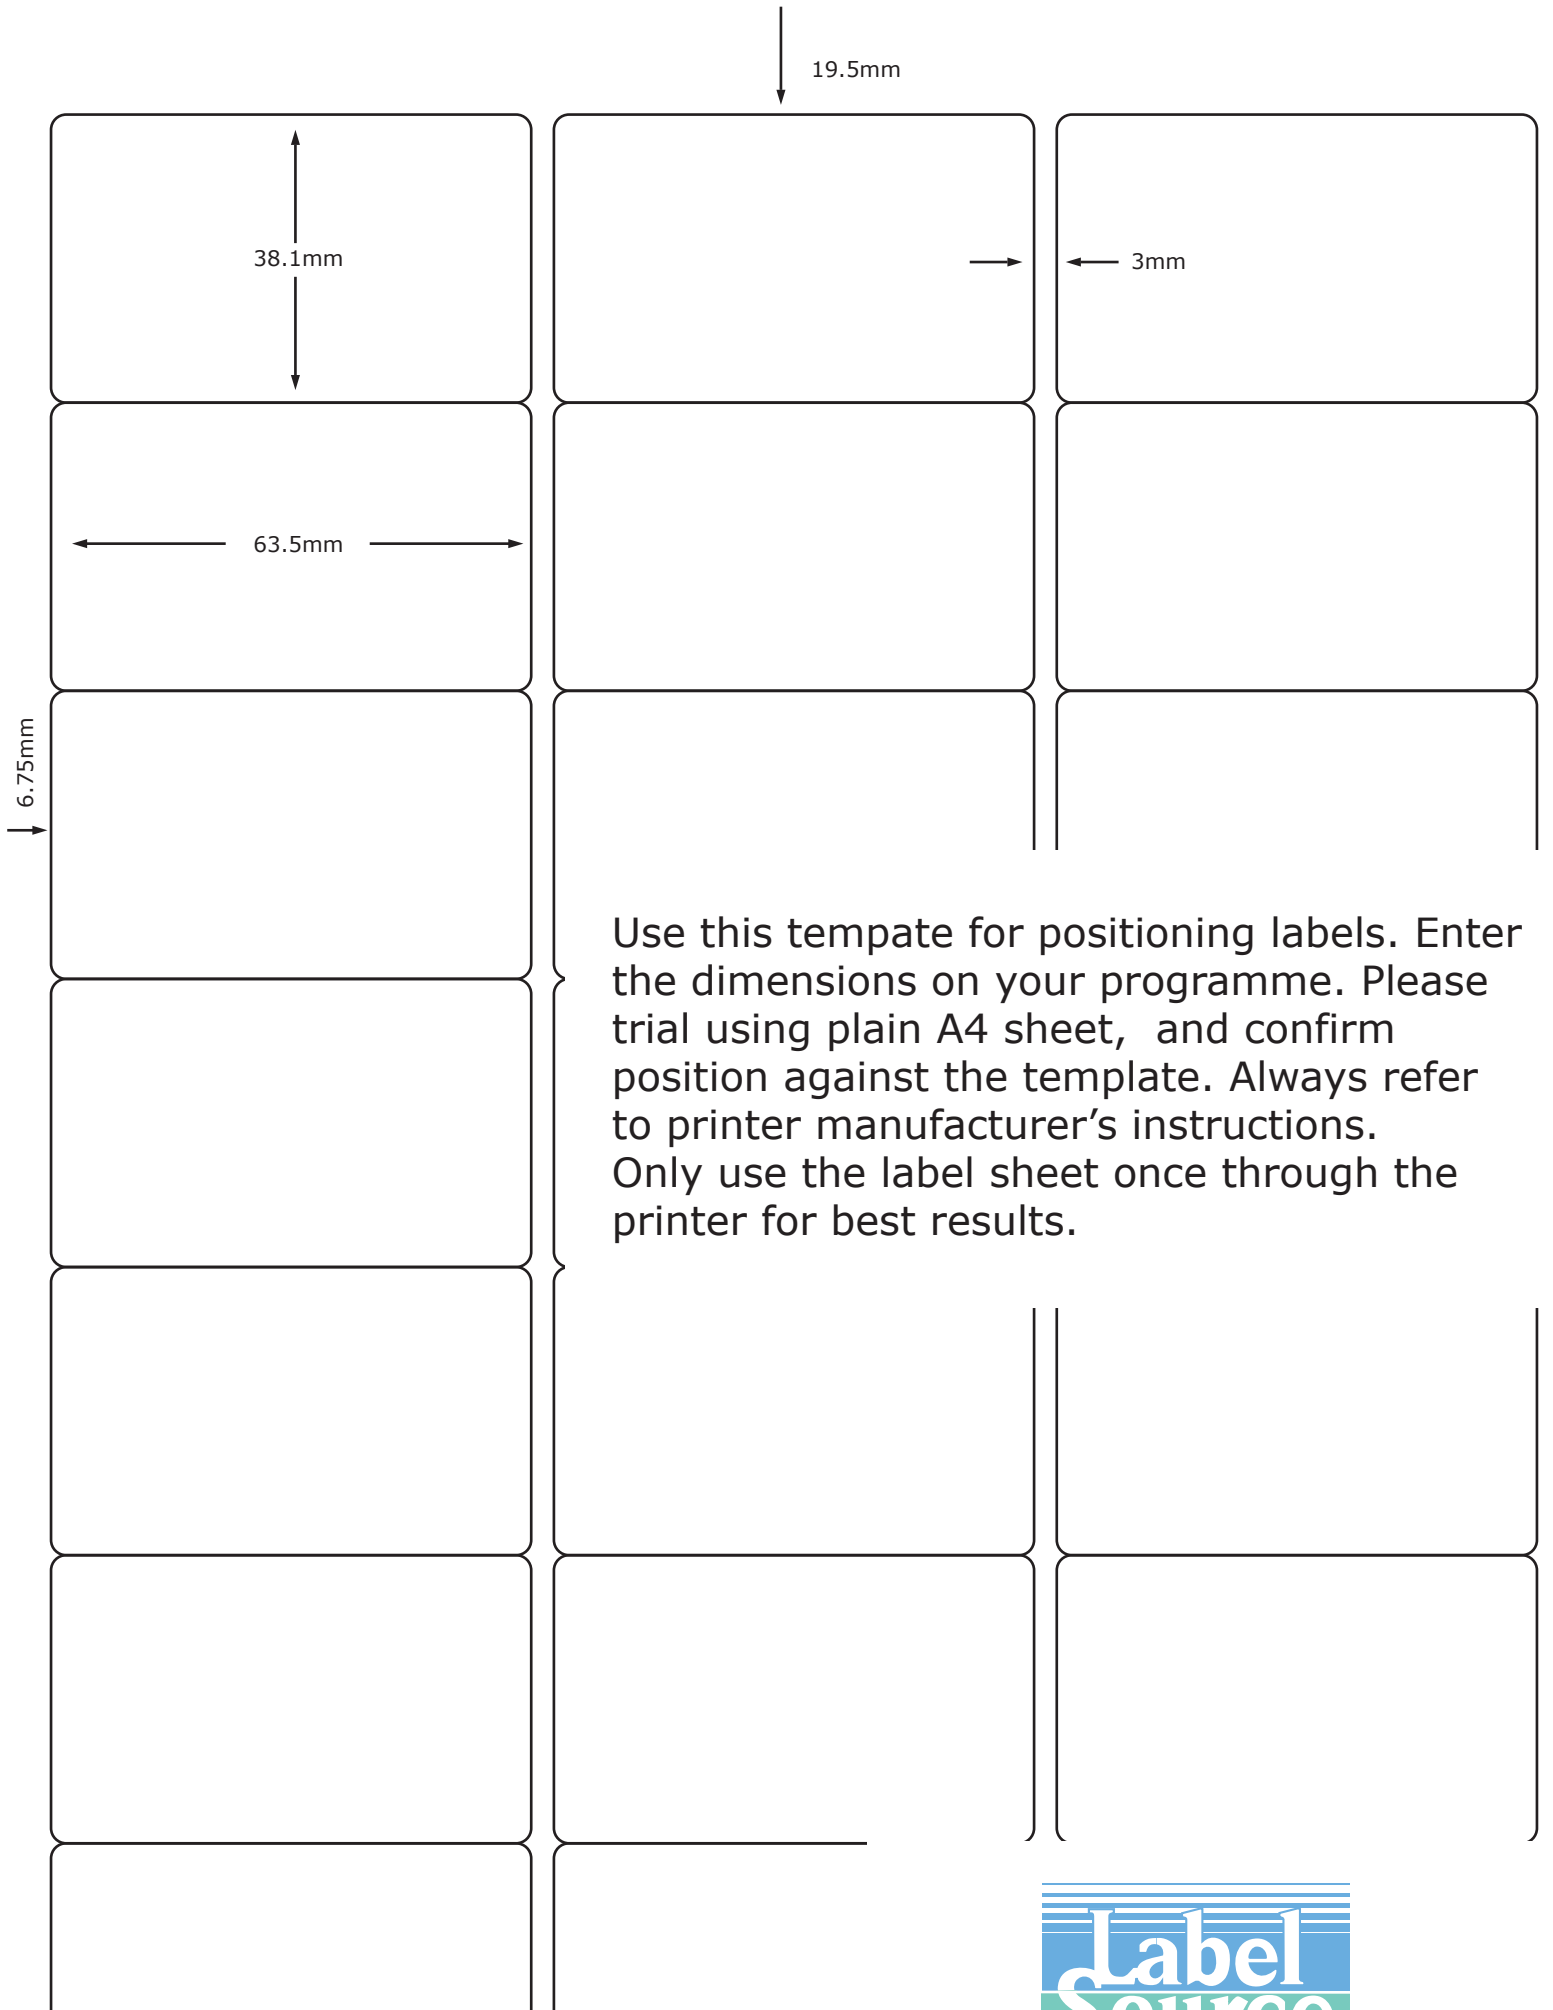 19.5mm
38.1mm
3mm
63.5mm
6.75mm
Use this tempate for positioning labels. Enter
the dimensions on your programme. Please
trial using plain A4 sheet,  and confirm
position against the template. Always refer
to printer manufacturer’s instructions.
Only use the label sheet once through the
printer for best results.
Label
Source